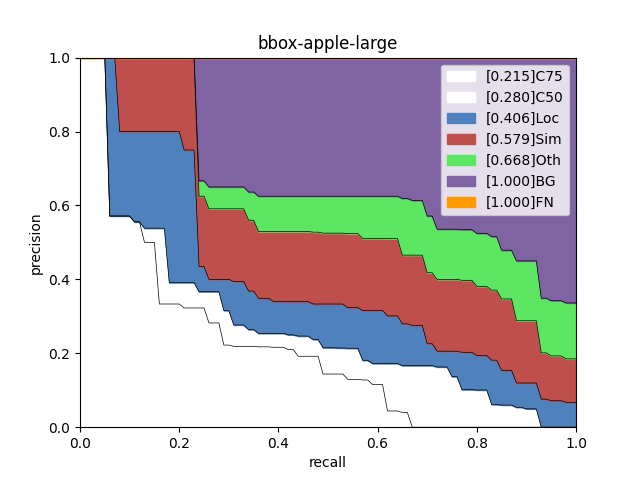 bbox-apple-large
1.0
[0.215]C75
[0.280]C50
[0.406]Loc
[0.579]Sim
[0.668]Oth
[1.000]BG
[1.000]FN
0.8
0.6
precision
0.4
0.2
0.0
0.0 0.2 0.4 0.6 0.8 1.0
recall